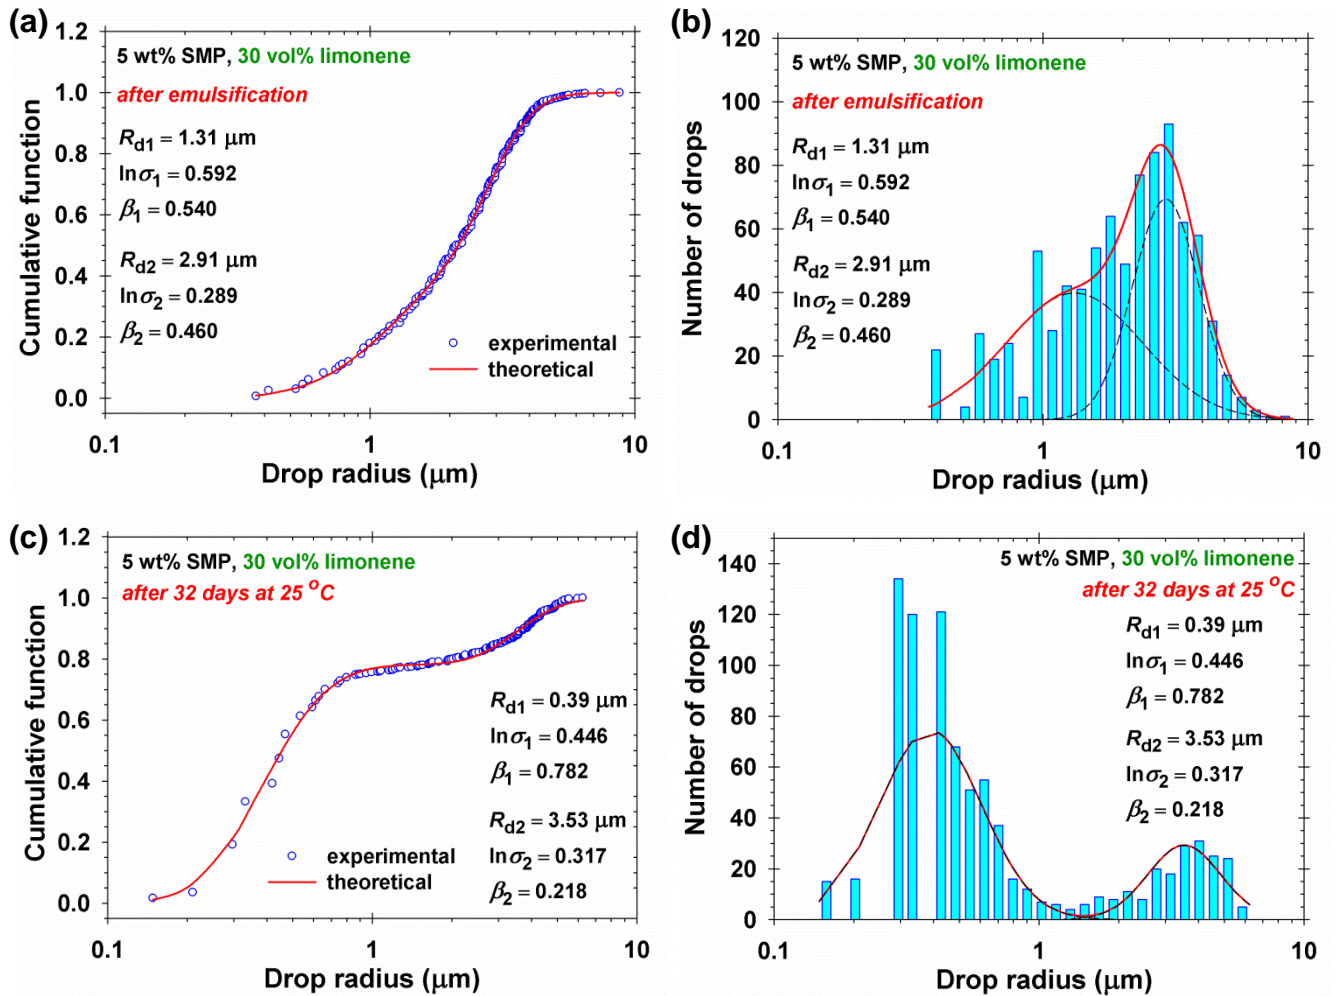 (a)
1.2
1.0
0.8
0.6
0.4
0.2
0.0
Cumulative function
5 wt% SMP, 30 vol% limonene
after emulsification
Rd1 = 1.31 μm
lnσ1 = 0.592
β1 = 0.540
Rd2 = 2.91 μm
lnσ2 = 0.289
β2 = 0.460
experimental
theoretical
0.1 1 10
Drop radius (μm)
(b)
120
100
80
60
40
20
0
Number of drops
5 wt% SMP, 30 vol% limonene
after emulsification
Rd1 = 1.31 μm
lnσ1 = 0.592
β1 = 0.540
Rd2 = 2.91 μm
lnσ2 = 0.289
β2 = 0.460
0.1 1 10
Drop radius (μm)
(c)
1.2
1.0
0.8
0.6
0.4
0.2
0.0
Cumulative function
5 wt% SMP, 30 vol% limonene
after 32 days at 25 °C
Rd1 = 0.39 μm
lnσ1 = 0.446
β1 = 0.782
Rd2 = 3.53 μm
lnσ2 = 0.317
β2 = 0.218
experimental
theoretical
0.1 1 10
Drop radius (μm)
(d)
140
120
100
80
60
40
20
0
Number of drops
5 wt% SMP, 30 vol% limonene
after 32 days at 25 °C
Rd1 = 0.39 μm
lnσ1 = 0.446
β1 = 0.782
Rd2 = 3.53 μm
lnσ2 = 0.317
β2 = 0.218
0.1 1 10
Drop radius (μm)